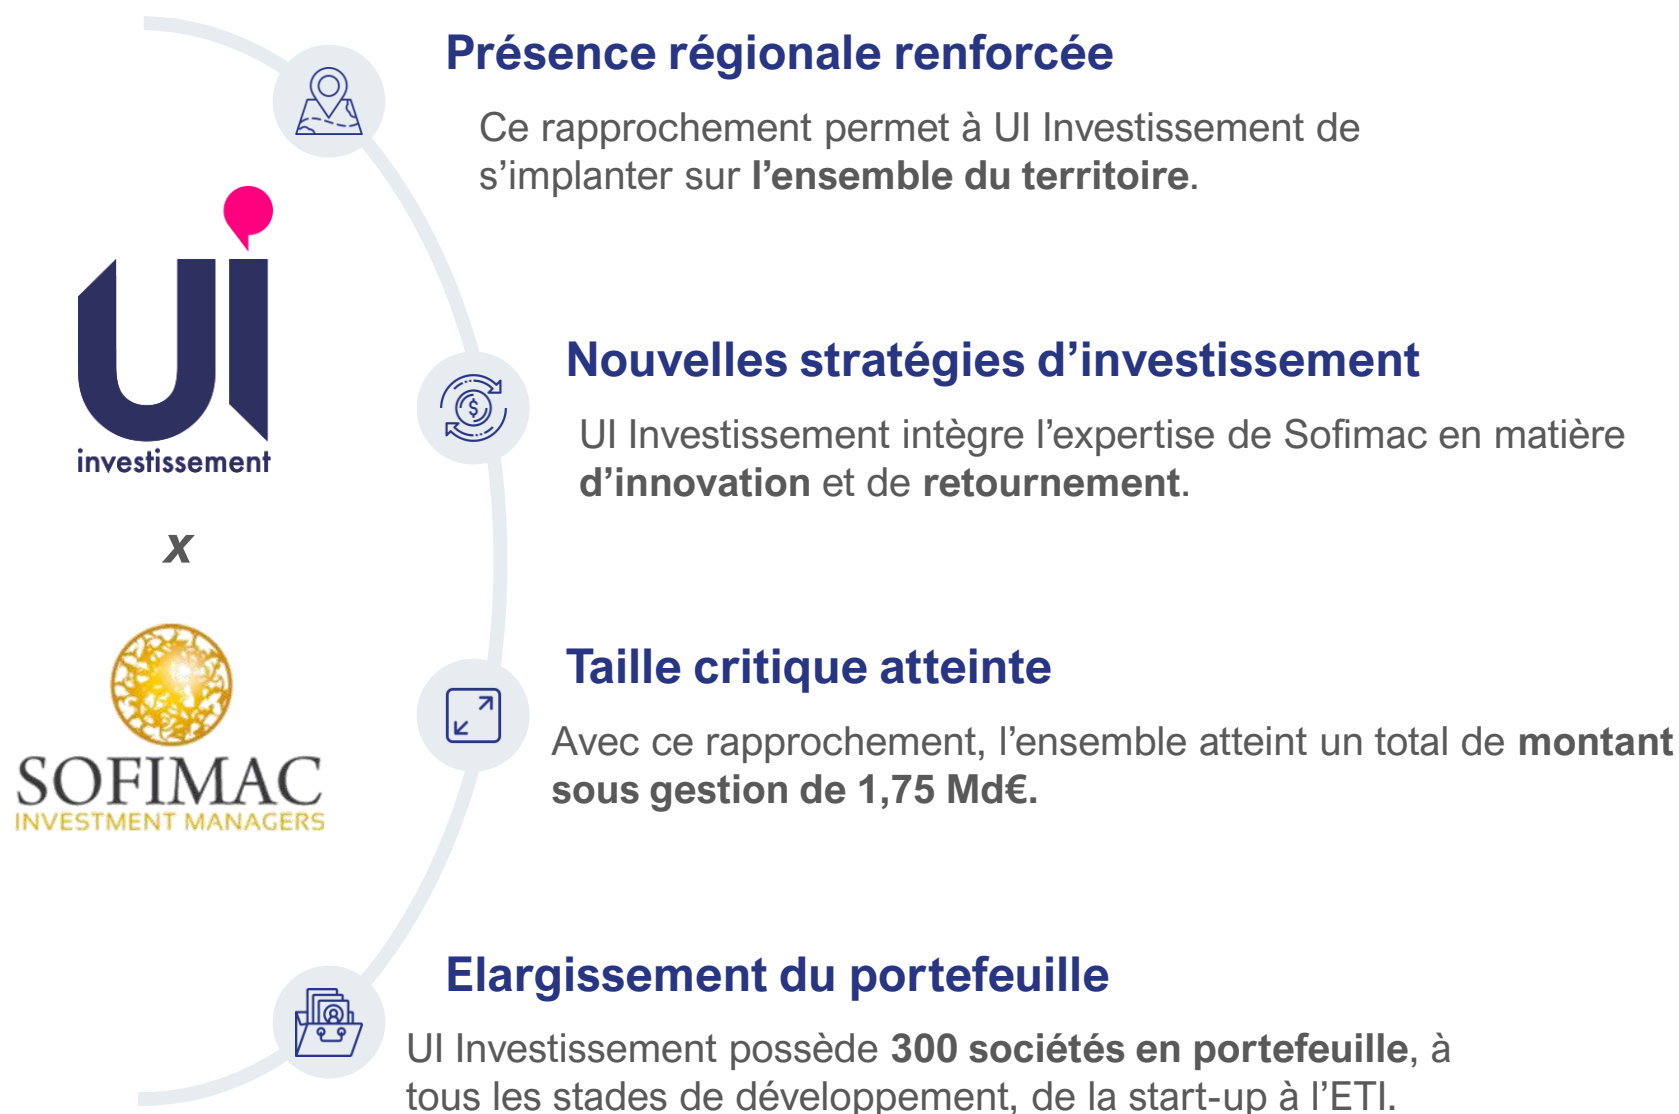 Présence régionale renforcée
Ce rapprochement permet à UI Investissement de
s’implanter sur l’ensemble du territoire.
UI
investissement
Nouvelles stratégies d’investissement
UI Investissement intègre l’expertise de Sofimac en matière
d’innovation et de retournement.
x
SOFIMAC
INVESTMENT MANAGERS
Taille critique atteinte
Avec ce rapprochement, l’ensemble atteint un total de montant
sous gestion de 1,75 Md€.
Elargissement du portefeuille
UI Investissement possède 300 sociétés en portefeuille, à
tous les stades de développement, de la start-up à l’ETI.